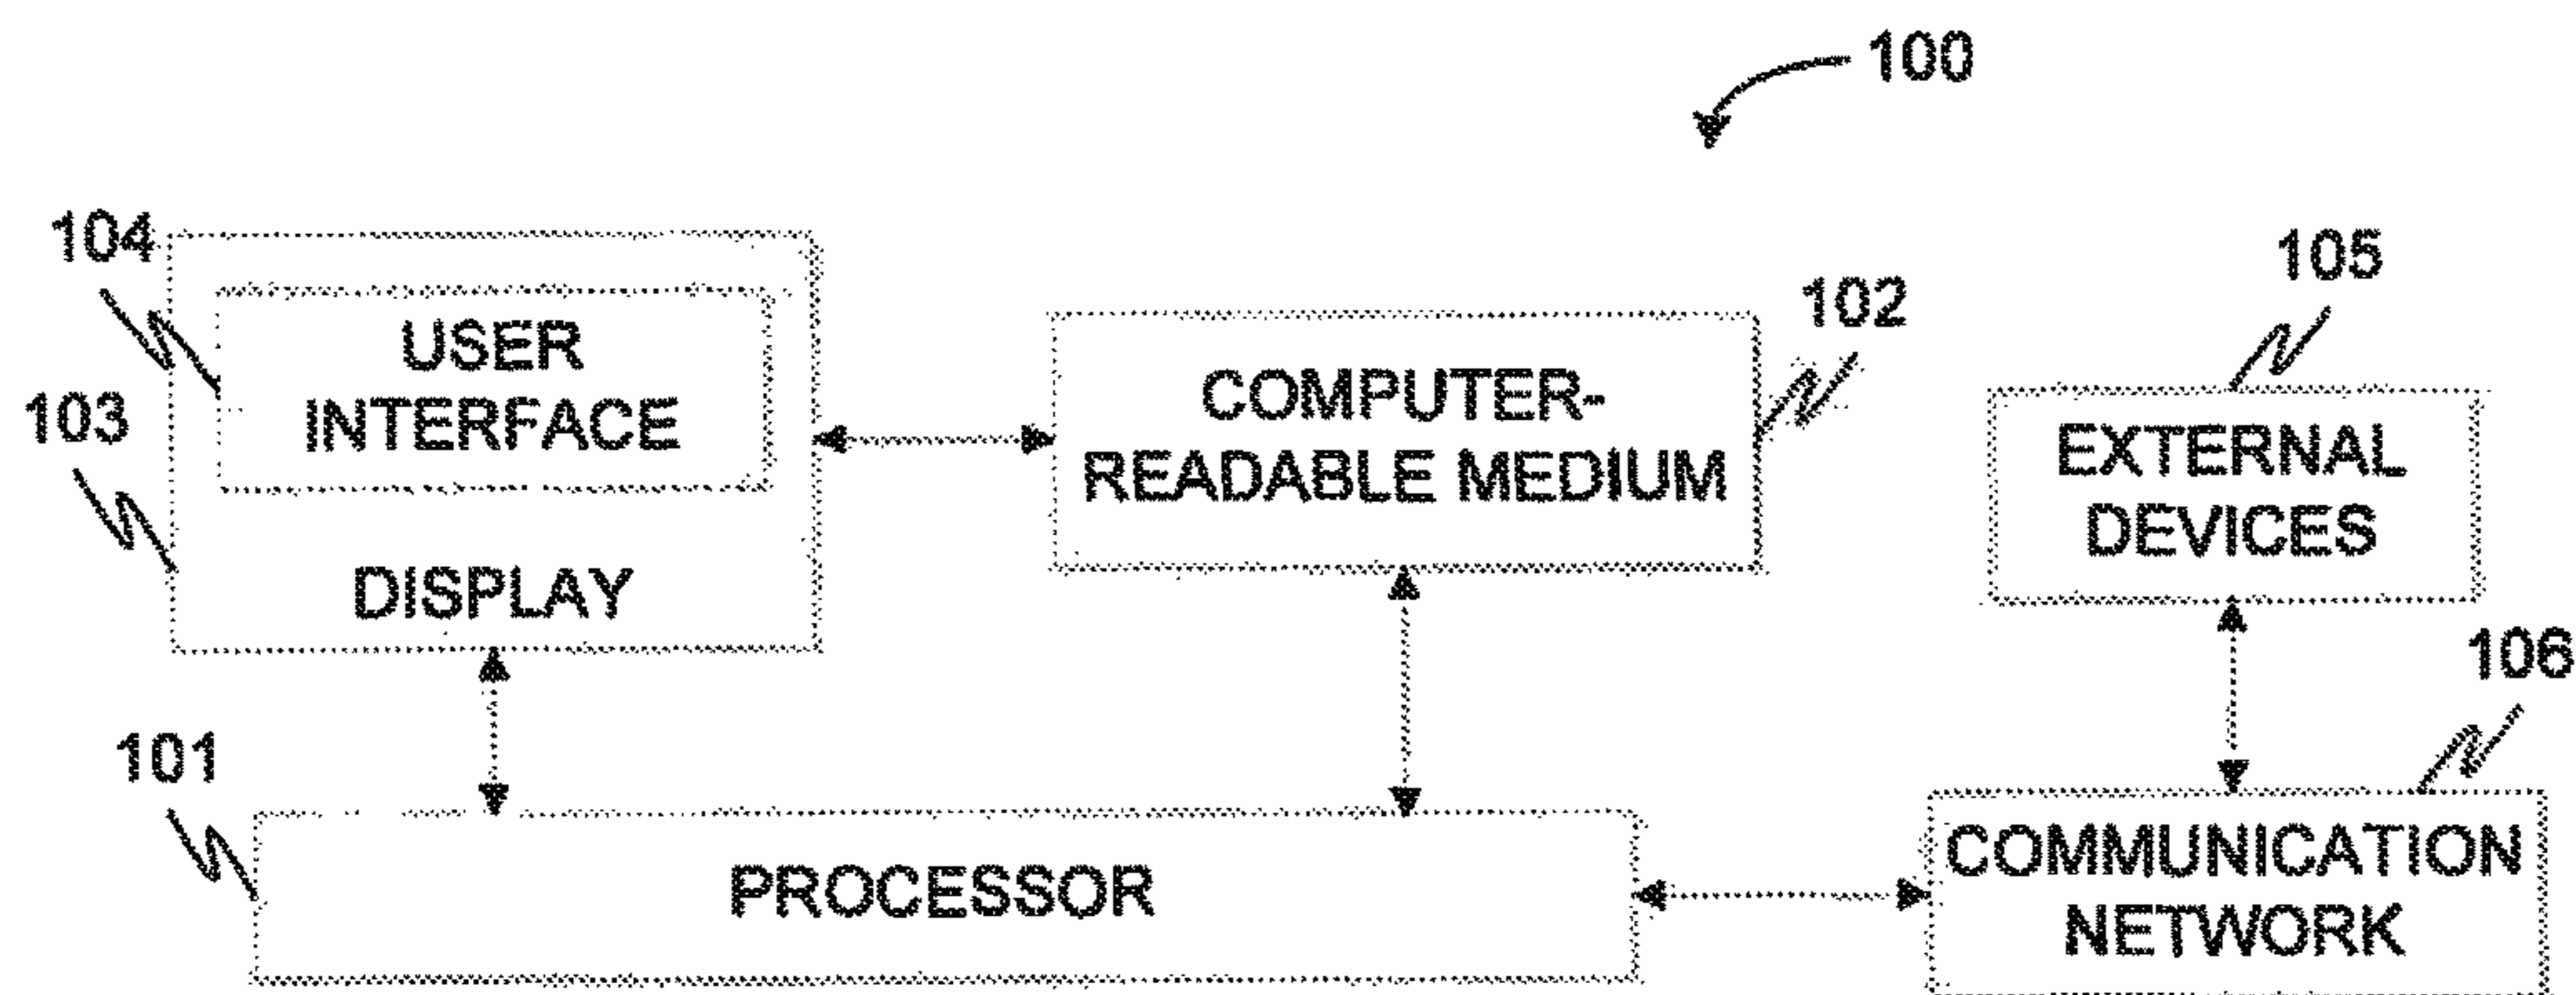 100
104
USER
INTERFACE
103
DISPLAY
COMPUTER-
READABLE MEDIUM
102
105
EXTERNAL
DEVICES
106
101
PROCESSOR
COMMUNICATION
NETWORK